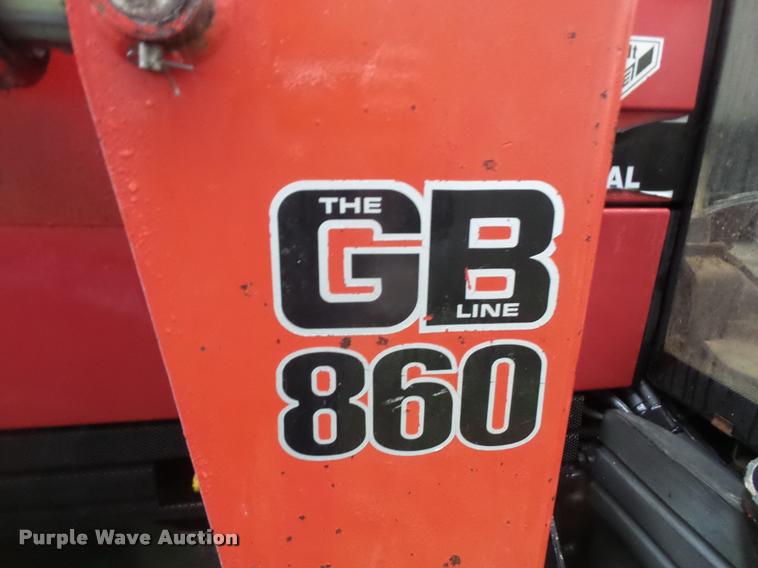 THE
GB
LINE
860
AL
Purple Wave Auction